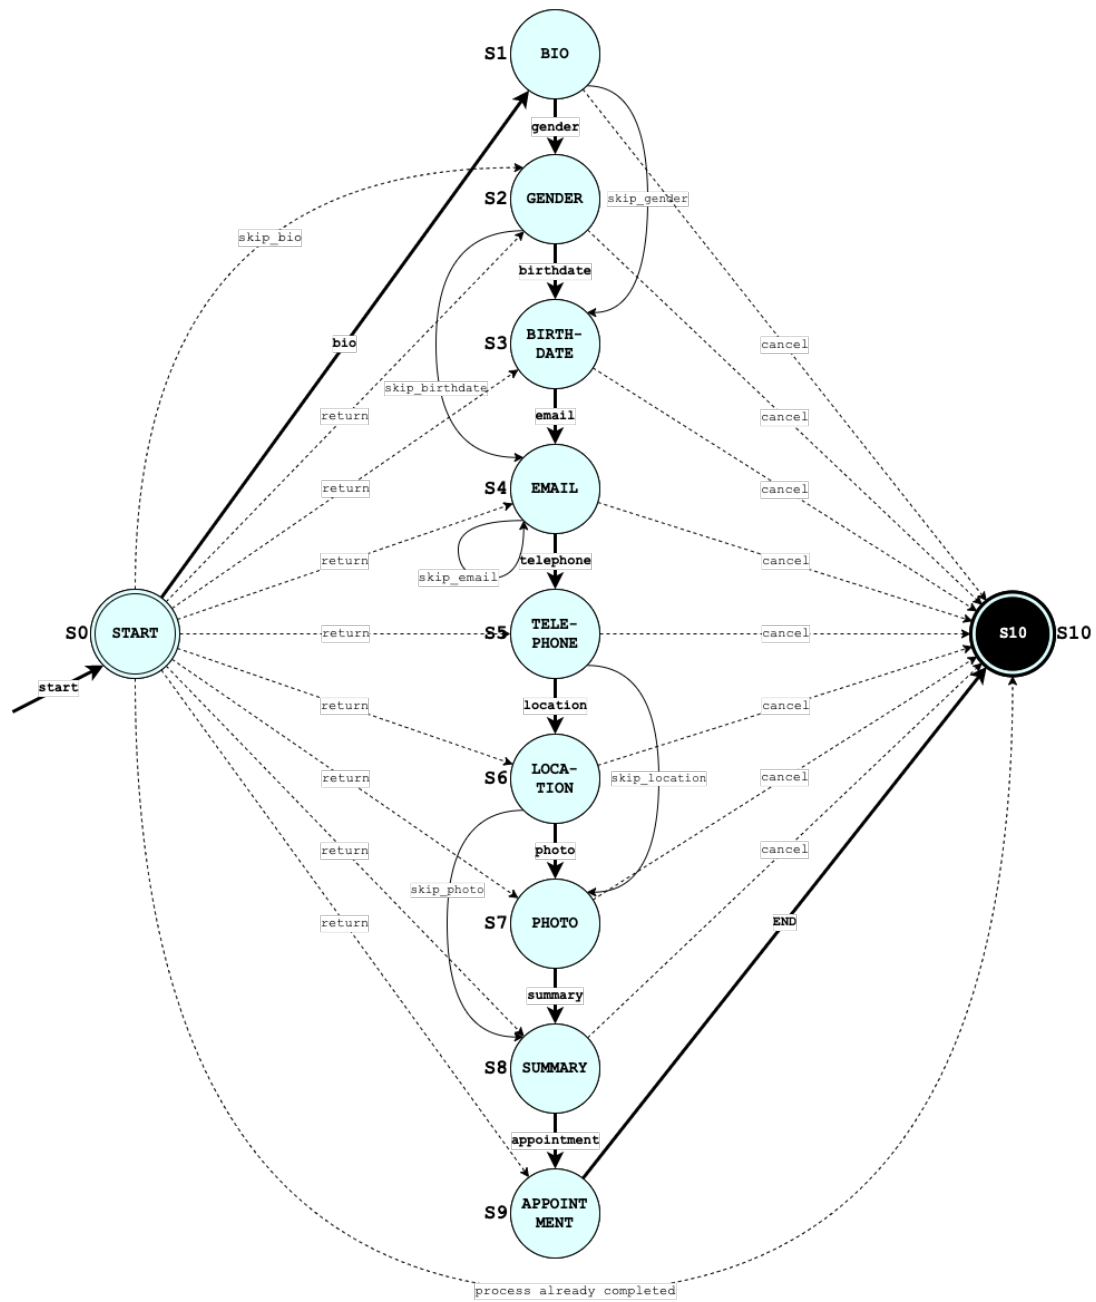 S1
BIO
gender
S2
GENDER
skip_gender
skip_bio
birthdate
S3
BIRTH-
DATE
bio
cancel
skip_birthdate
return
email
cancel
S4
EMAIL
return
cancel
return
telephone
cancel
skip_email
S0
START
return
S5
TELE-
PHONE
cancel
S10
S10
start
return
location
cancel
S6
LOCA-
TION
return
skip_location
cancel
return
photo
cancel
skip_photo
return
S7
PHOTO
END
summary
S8
SUMMARY
appointment
S9
APPOINT
MENT
process already completed